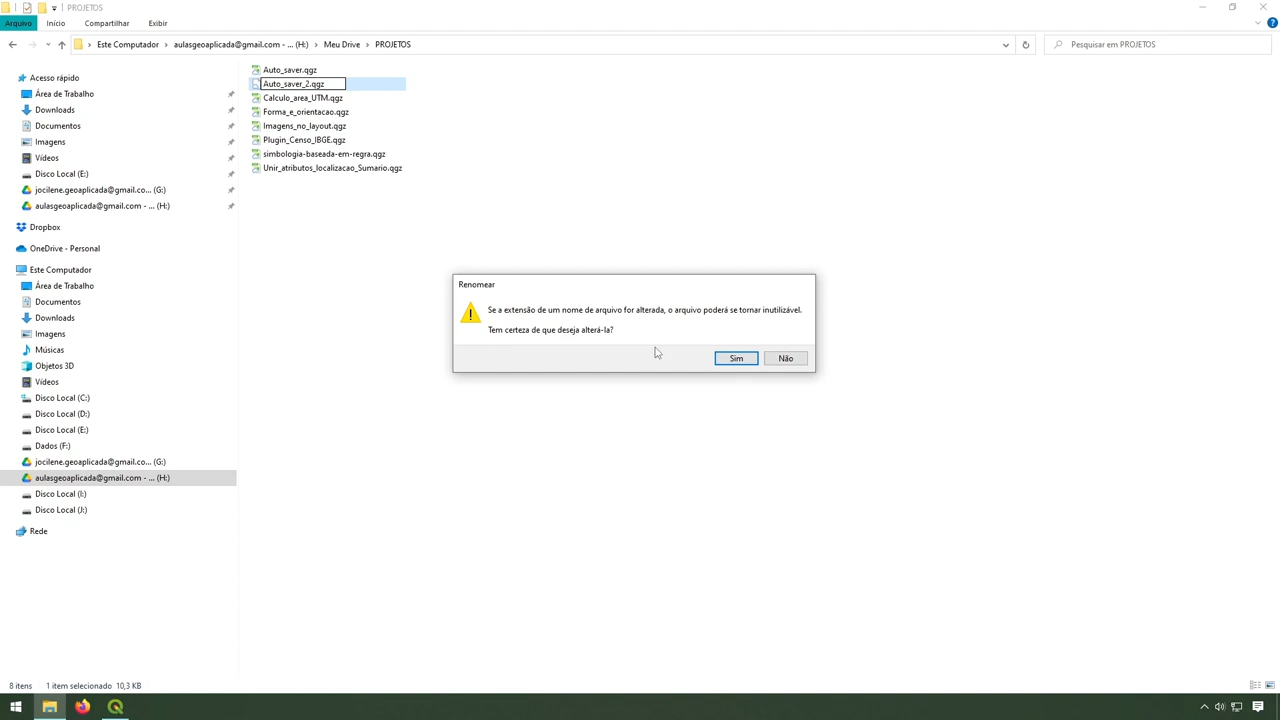 PROJETOS
Arquivo Início Compartilhar Exibir
Este Computador aulasgeoaplicada@gmail.com - ... (H:) Meu Drive PROJETOS
Pesquisar em PROJETOS
Acesso rápido
Área de Trabalho
Downloads
Documentos
Imagens
Vídeos
Disco Local (E:)
jocilene.geoaplicada@gmail.co... (G:)
aulasgeoaplicada@gmail.com - ... (H:)
Dropbox
OneDrive - Personal
Este Computador
Área de Trabalho
Documentos
Downloads
Imagens
Músicas
Objetos 3D
Vídeos
Disco Local (C:)
Disco Local (D:)
Disco Local (E:)
Dados (F:)
jocilene.geoaplicada@gmail.co... (G:)
aulasgeoaplicada@gmail.com - ... (H:)
Disco Local (I:)
Disco Local (J:)
Rede
Auto_saver.qgz
Auto_saver_2.qgz
Calculo_area_UTM.qgz
Forma_e_orientacao.qgz
Imagens_no_layout.qgz
Plugin_Censo_IBGE.qgz
simbologia-baseada-em-regra.qgz
Unir_atributos_localizacao_Sumario.qgz
Renomear
Se a extensão de um nome de arquivo for alterada, o arquivo poderá se tornar inutilizável.
Tem certeza de que deseja alterá-la?
Sim Não
8 itens 1 item selecionado 10,3 KB